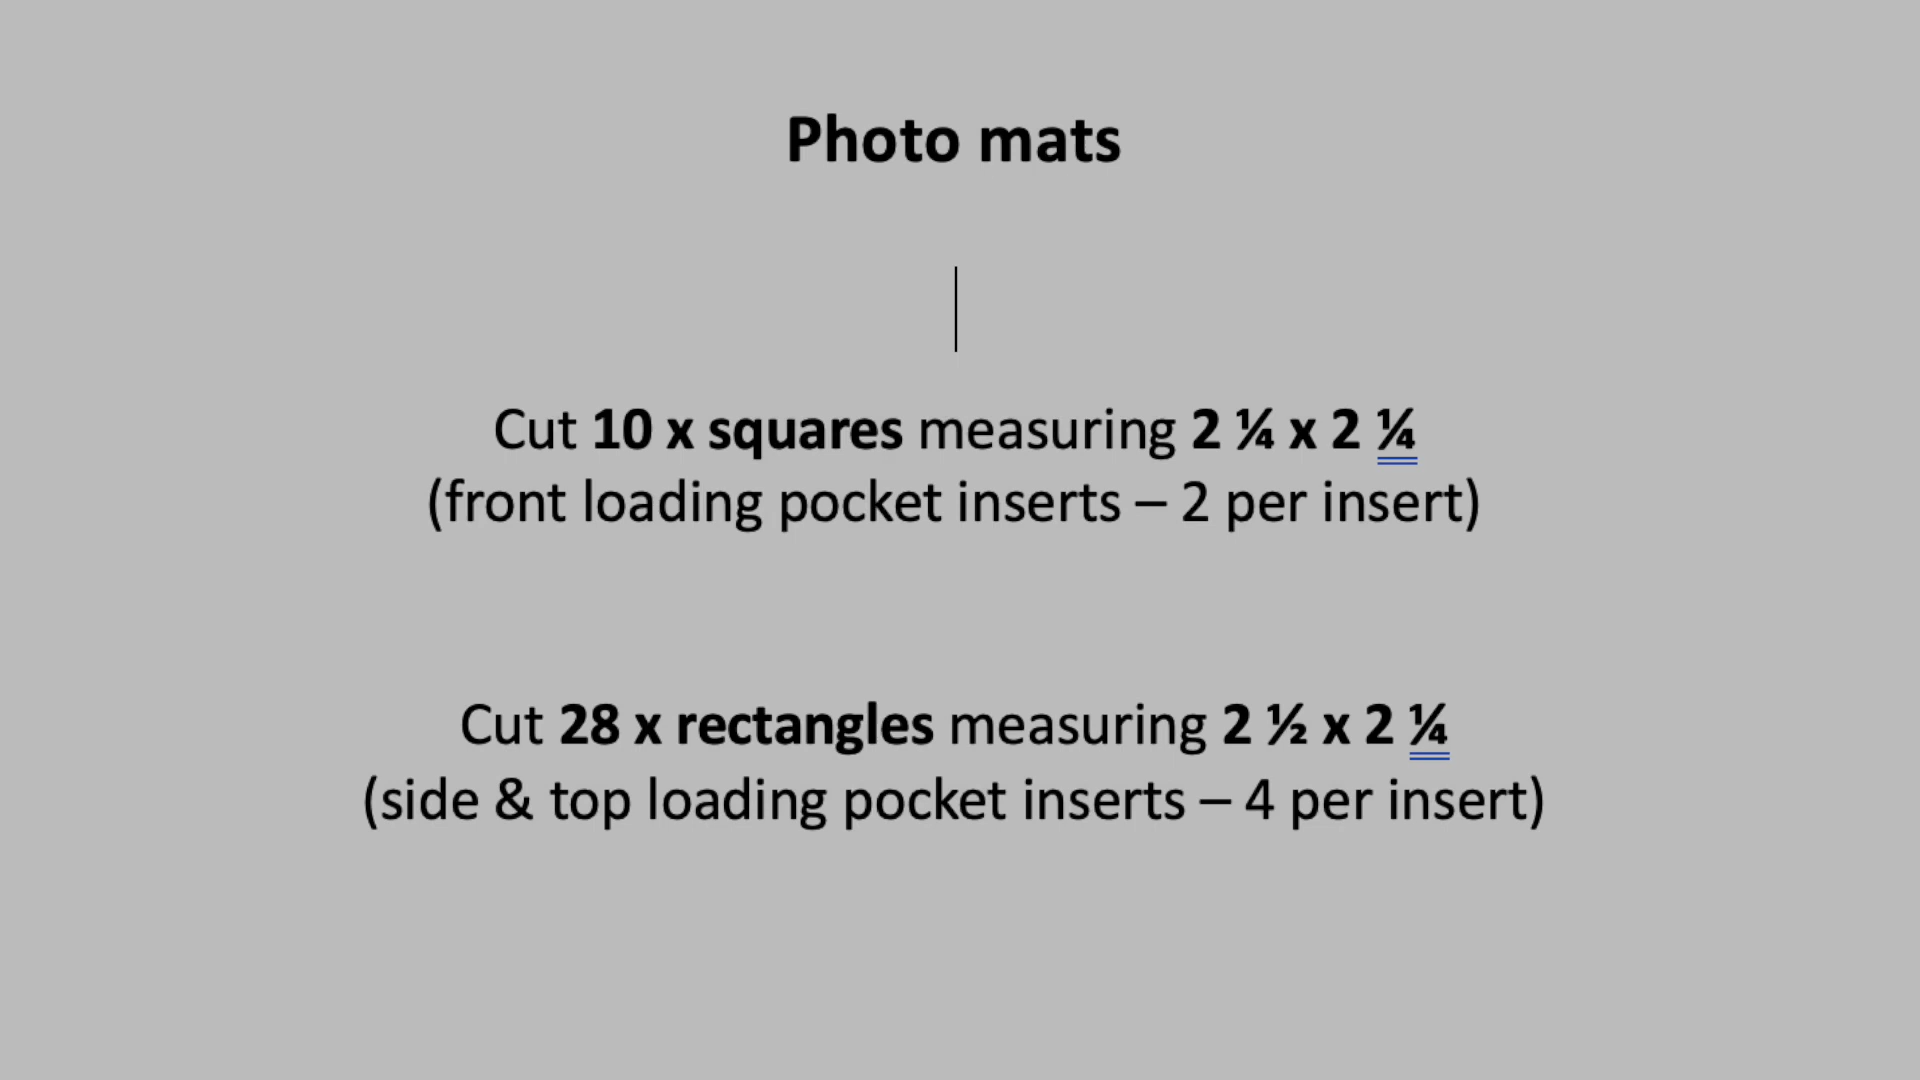 Photo mats
Cut 10 x squares measuring 2 ¼ x 2 ¼
(front loading pocket inserts – 2 per insert)
Cut 28 x rectangles measuring 2 ½ x 2 ¼
(side & top loading pocket inserts – 4 per insert)